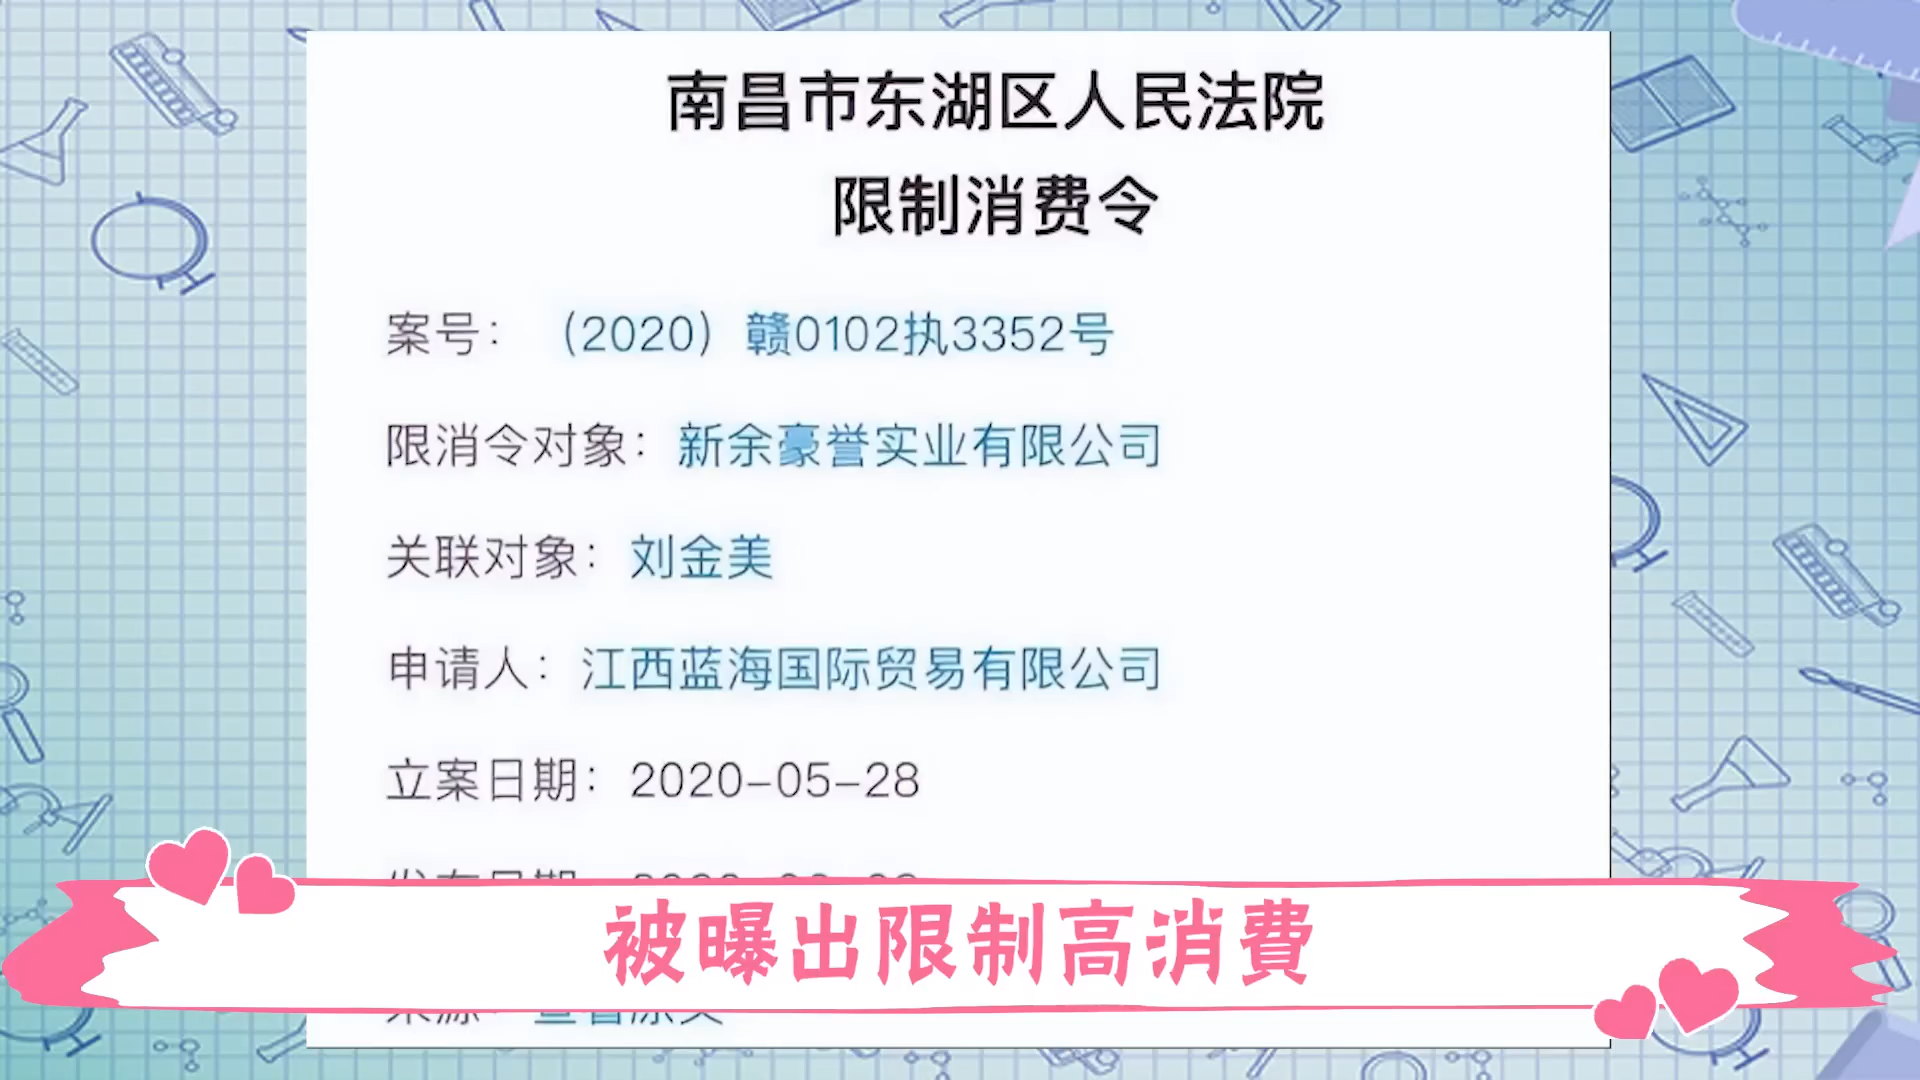 南昌市东湖区人民法院
限制消费令
案号：（2020）赣0102执3352号
限消令对象：新余豪誉实业有限公司
关联对象：刘金美
申请人：江西蓝海国际贸易有限公司
立案日期：2020-05-28
被曝出限制高消費